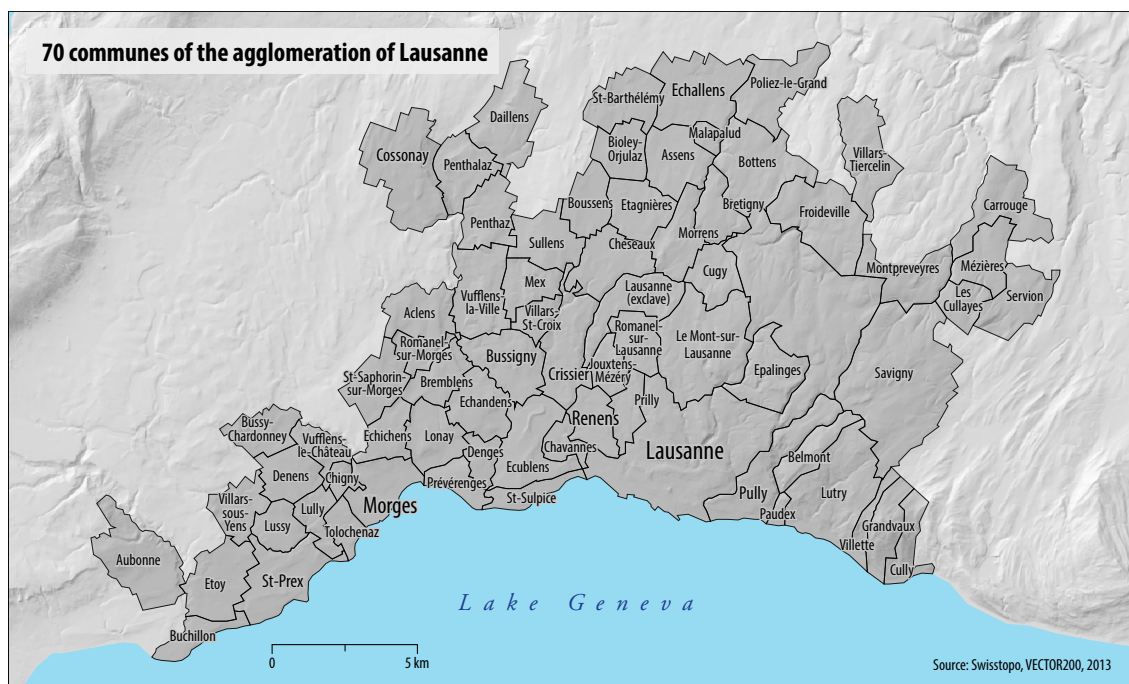 70 communes of the agglomeration of Lausanne
Poliez-le-Grand
Echallens
St-Barthélémy
Daillens
Malapalud
Bioley-
Orjulaz
Assens
Bottens
Villars-
Tiercelin
Cossonay
Penthalaz
Boussens
Etagnières
Bretigny
Froideville
Carrouge
Penthaz
Sullens
Cheseaux
Morrens
Montpreveyres
Mézières
Cugy
Mex
Lausanne
(exclave)
Les
Cullayes
Servion
Vufflens-
la-Ville
Aclens
Villars-
St-Croix
Romanel-
sur-
Lausanne
Le Mont-sur-
Lausanne
Romanel-
sur-Morges
Bussigny
Crissier
Jouxtens-
Mézéry
Epalinges
Savigny
St-Saphorin-
sur-Morges
Bremblens
Echandens
Prilly
Renens
Bussy-
Chardonney
Vufflens-
le-Château
Echichens
Lonay
Denges
Chavannes
Lausanne
Belmont
Ecublens
Denens
Chigny
Prévérenges
St-Sulpice
Pully
Lutry
Villars-
sous-
Yens
Lully
Morges
Paudex
Lussy
Tolochenaz
Grandvaux
Villette
Aubonne
Etoy
St-Prex
Cully
Lake Geneva
Buchillon
0 5 km
Source: Swisstopo, VECTOR200, 2013